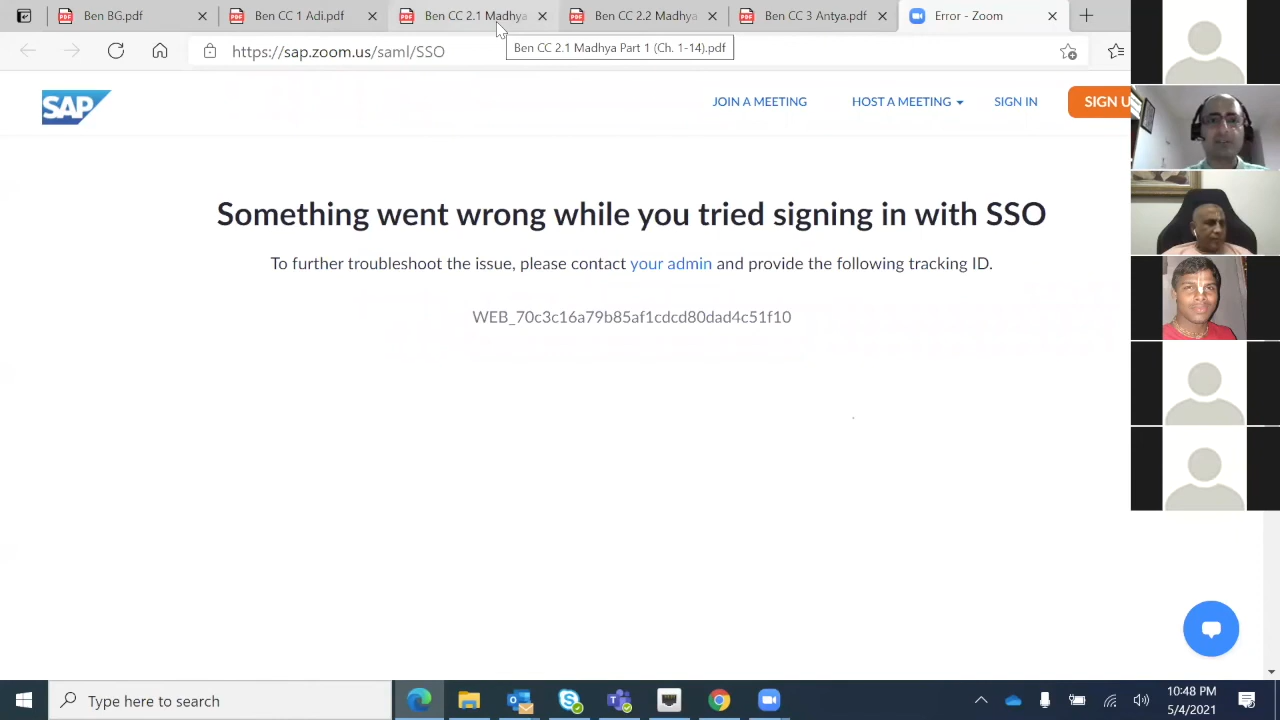 Ben BG.pdf
Ben CC 1 Adi.pdf
Ben CC 2.1 Madhya
Ben CC 2.2 Madhya
Ben CC 3 Antya.pdf
Error - Zoom
https://sap.zoom.us/saml/SSO
Ben CC 2.1 Madhya Part 1 (Ch. 1-14).pdf
SAP
JOIN A MEETING
HOST A MEETING
SIGN IN
SIGN U
Something went wrong while you tried signing in with SSO
To further troubleshoot the issue, please contact your admin and provide the following tracking ID.
WEB_70c3c16a79b85af1cdcd80dad4c51f10
Type here to search
10:48 PM
5/4/2021